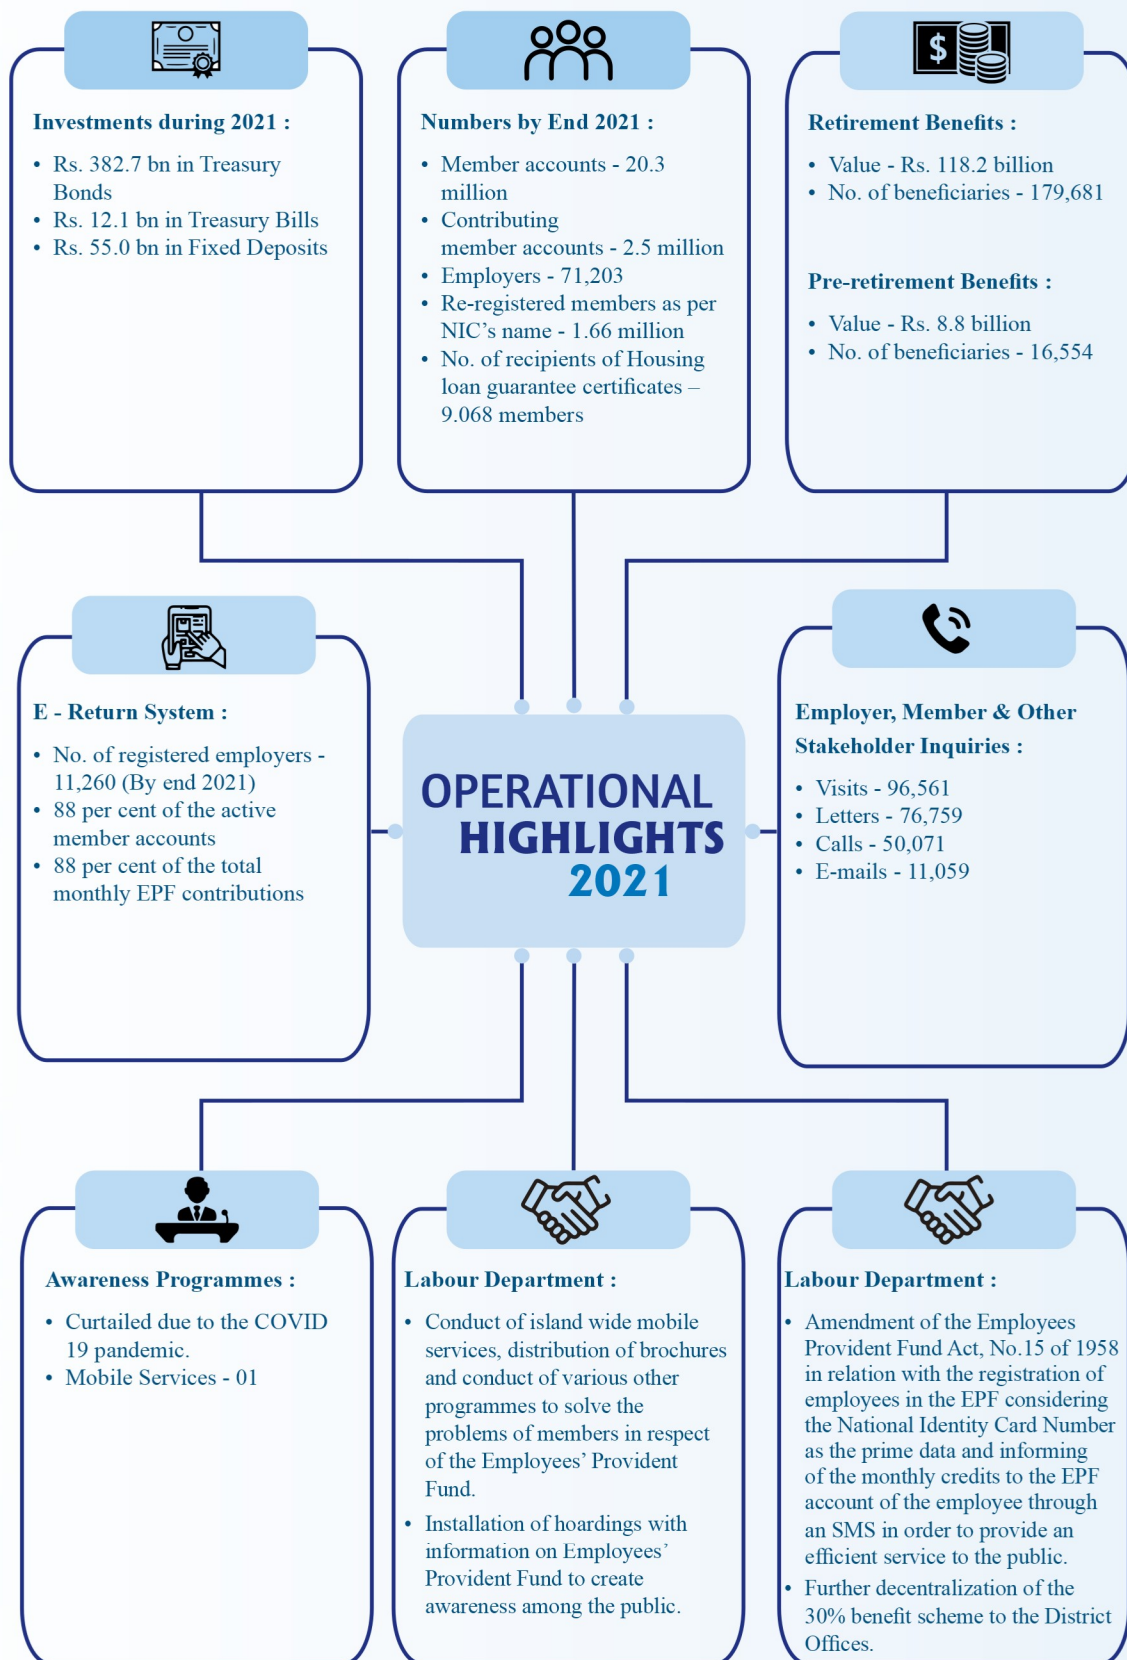 Investments during 2021 :
• Rs. 382.7 bn in Treasury
Bonds
• Rs. 12.1 bn in Treasury Bills
• Rs. 55.0 bn in Fixed Deposits
Numbers by End 2021 :
• Member accounts - 20.3
million
• Contributing
member accounts - 2.5 million
• Employers - 71,203
• Re-registered members as per
NIC’s name - 1.66 million
• No. of recipients of Housing
loan guarantee certificates –
9.068 members
$
Retirement Benefits :
• Value - Rs. 118.2 billion
• No. of beneficiaries - 179,681
Pre-retirement Benefits :
• Value - Rs. 8.8 billion
• No. of beneficiaries - 16,554
E - Return System :
• No. of registered employers -
11,260 (By end 2021)
• 88 per cent of the active
member accounts
• 88 per cent of the total
monthly EPF contributions
OPERATIONAL
HIGHLIGHTS
2021
Employer, Member & Other
Stakeholder Inquiries :
• Visits - 96,561
• Letters - 76,759
• Calls - 50,071
• E-mails - 11,059
Awareness Programmes :
• Curtailed due to the COVID
19 pandemic.
• Mobile Services - 01
Labour Department :
• Conduct of island wide mobile
services, distribution of brochures
and conduct of various other
programmes to solve the
problems of members in respect
of the Employees’ Provident
Fund.
• Installation of hoardings with
information on Employees’
Provident Fund to create
awareness among the public.
Labour Department :
• Amendment of the Employees
Provident Fund Act, No.15 of 1958
in relation with the registration of
employees in the EPF considering
the National Identity Card Number
as the prime data and informing
of the monthly credits to the EPF
account of the employee through
an SMS in order to provide an
efficient service to the public.
• Further decentralization of the
30% benefit scheme to the District
Offices.